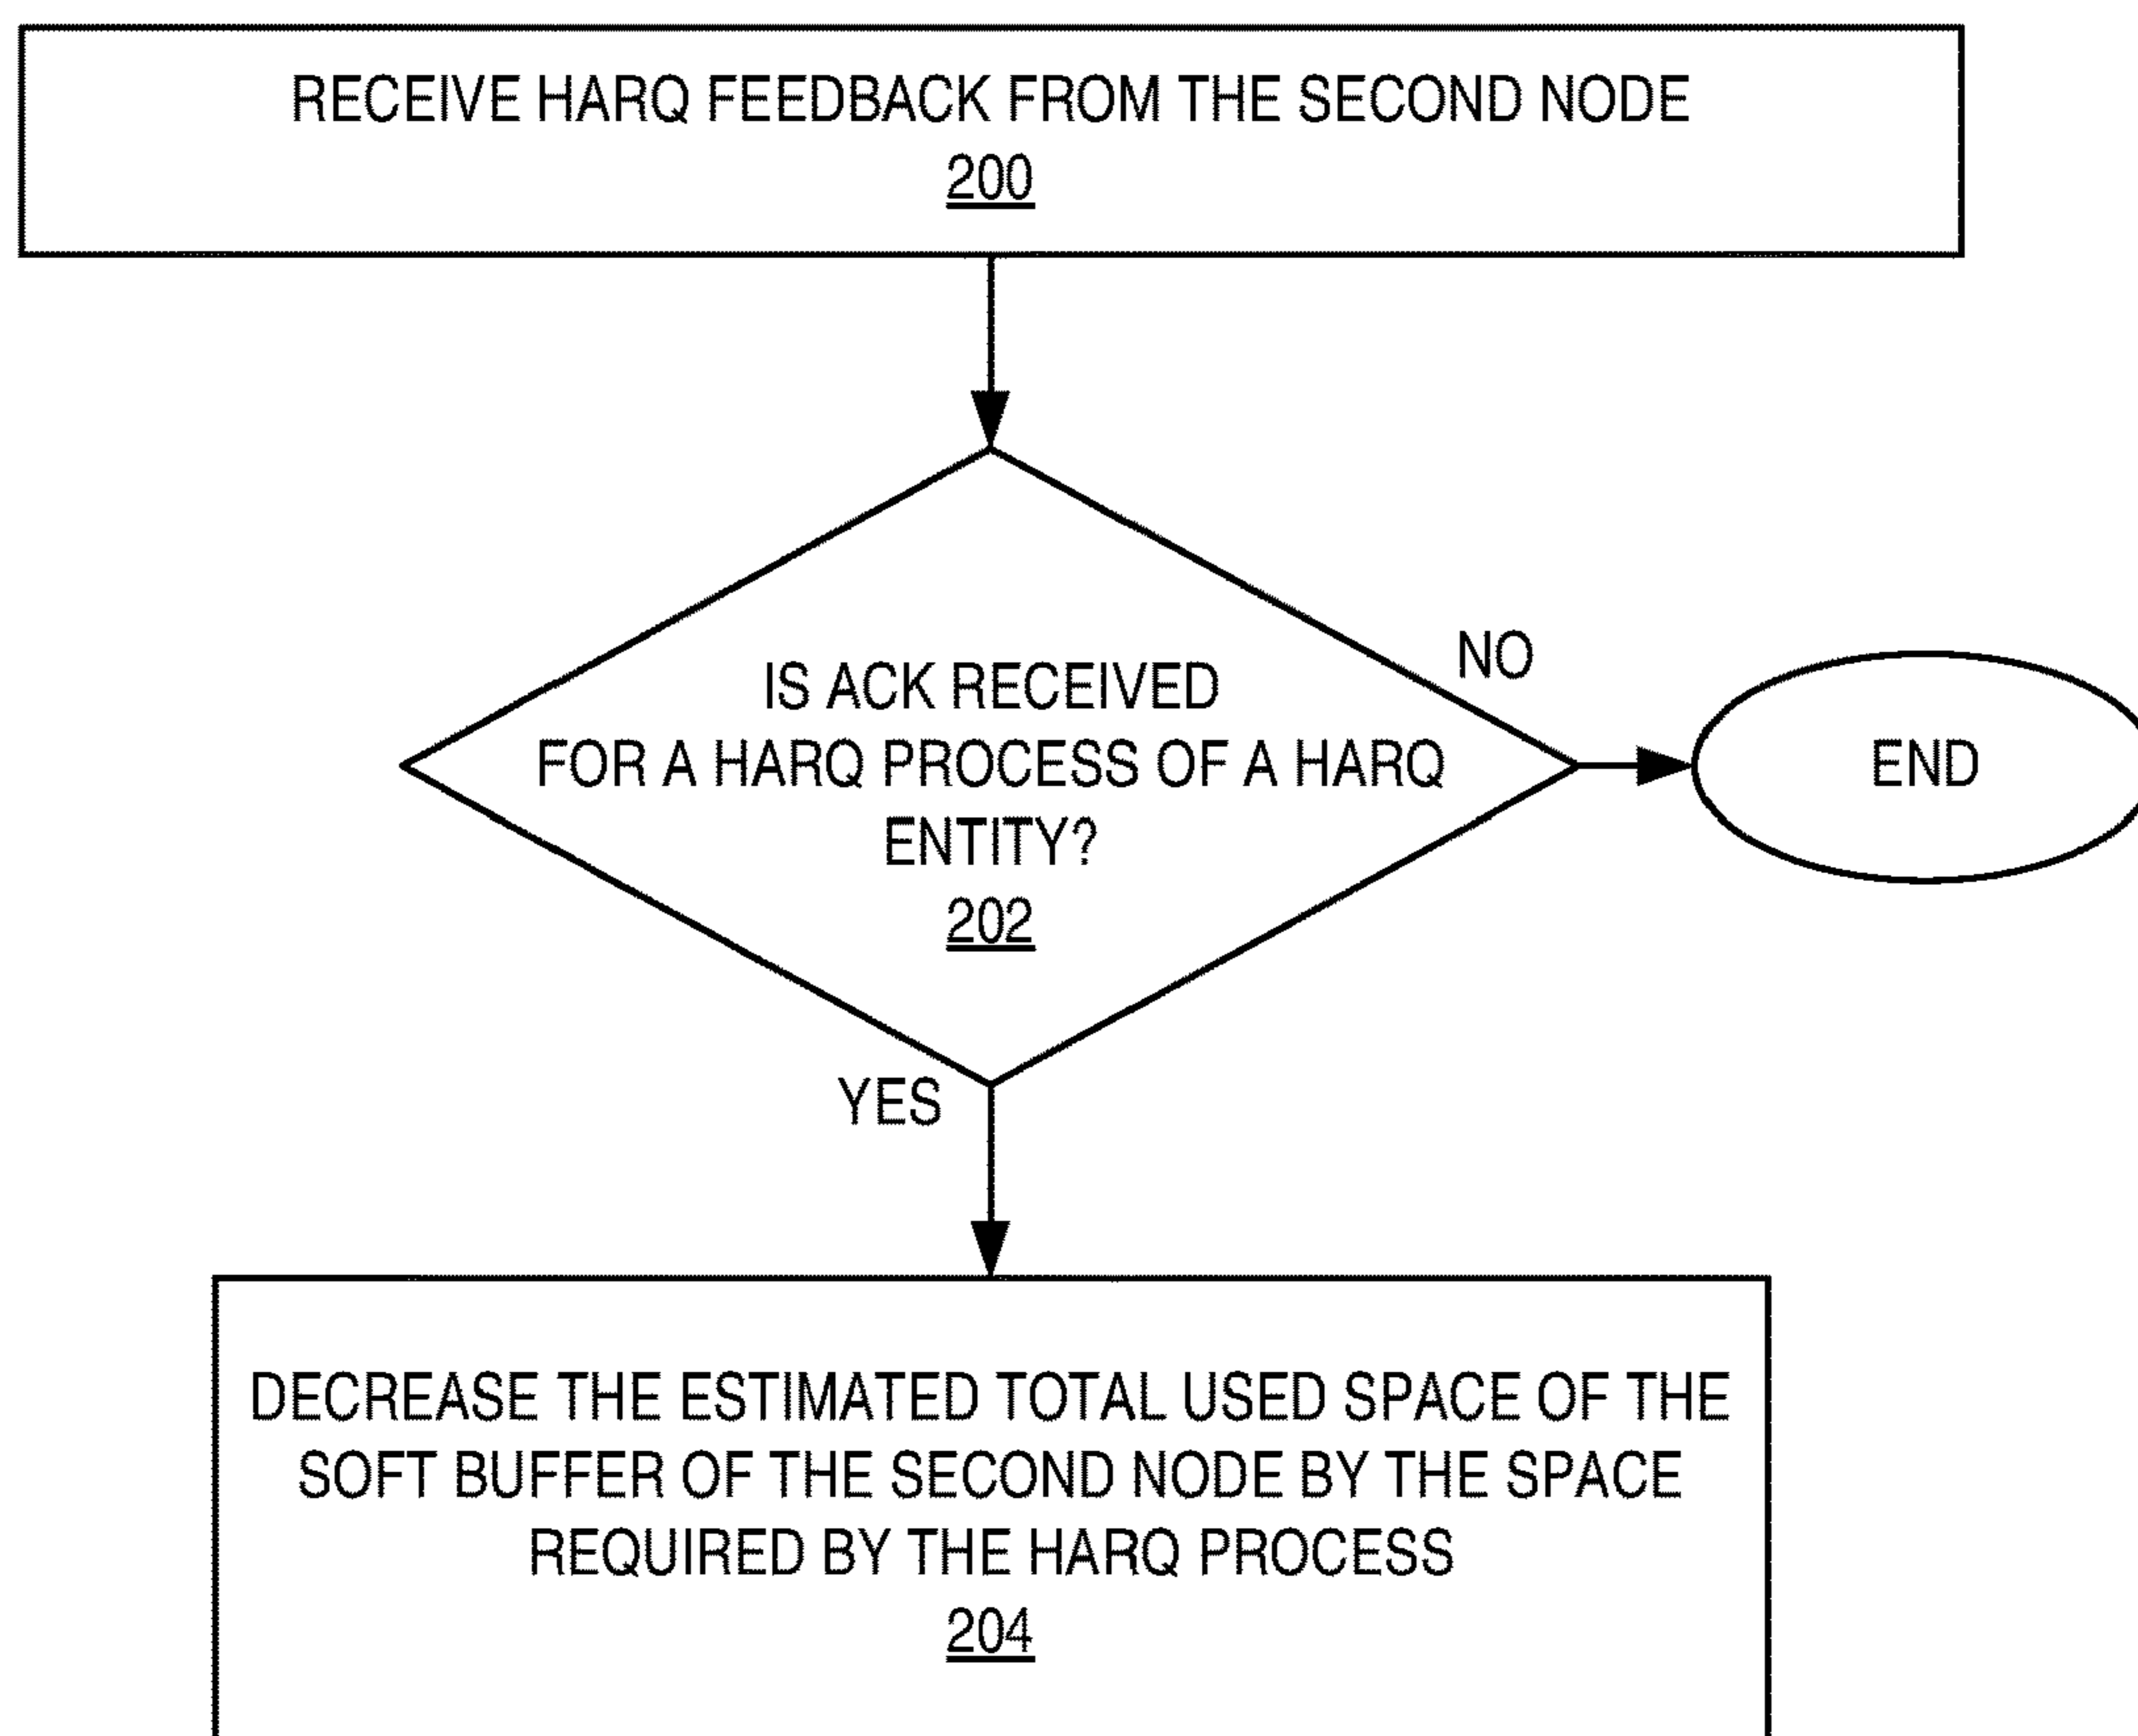 RECEIVE HARQ FEEDBACK FROM THE SECOND NODE
200
IS ACK RECEIVED
FOR A HARQ PROCESS OF A HARQ
ENTITY?
202
NO
END
YES
DECREASE THE ESTIMATED TOTAL USED SPACE OF THE
SOFT BUFFER OF THE SECOND NODE BY THE SPACE
REQUIRED BY THE HARQ PROCESS
204